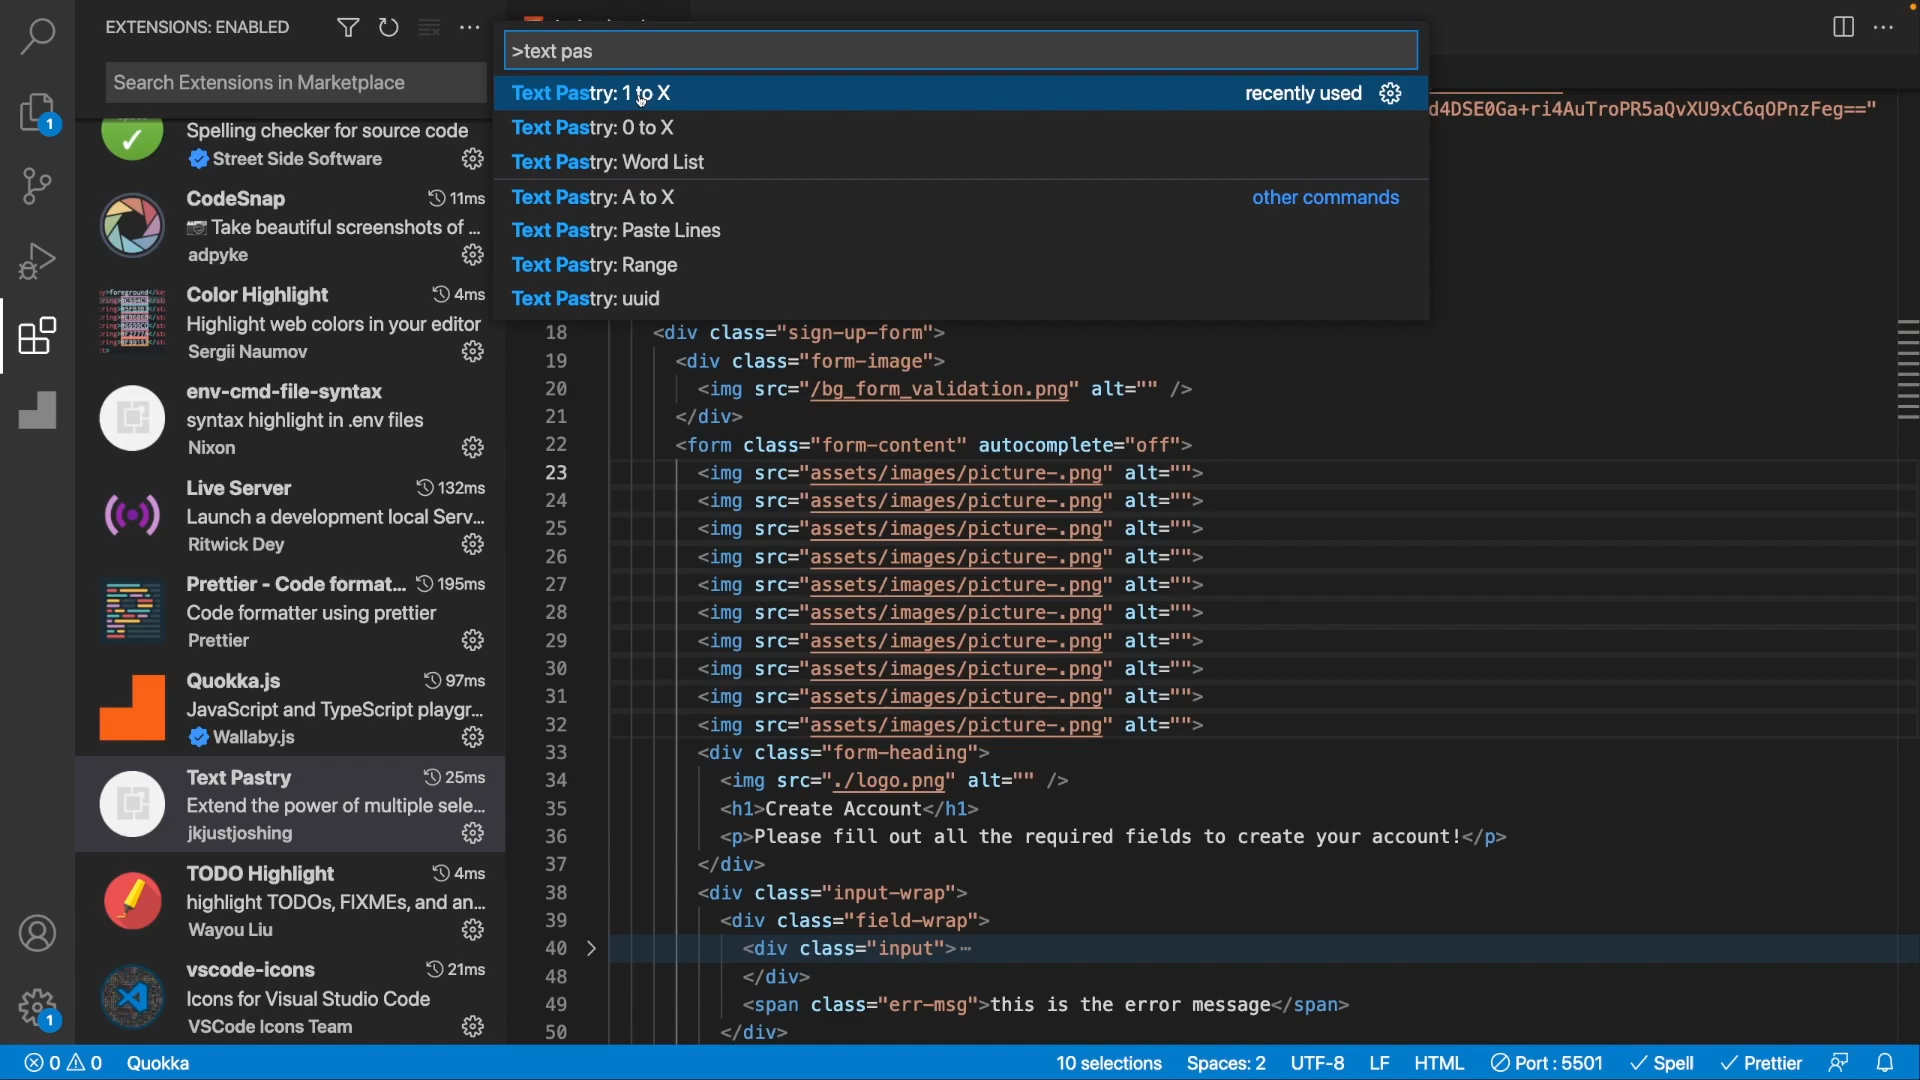 EXTENSIONS: ENABLED
Search Extensions in Marketplace
Spelling checker for source code
Street Side Software
CodeSnap 11ms
Take beautiful screenshots of ...
adpyke
Color Highlight 4ms
Highlight web colors in your editor
Sergii Naumov
env-cmd-file-syntax
syntax highlight in .env files
Nixon
Live Server 132ms
Launch a development local Serv...
Ritwick Dey
Prettier - Code format... 195ms
Code formatter using prettier
Prettier
Quokka.js 97ms
JavaScript and TypeScript playgr...
Wallaby.js
Text Pastry 25ms
Extend the power of multiple sele...
jkjustjoshing
TODO Highlight 4ms
highlight TODOs, FIXMEs, and an...
Wayou Liu
vscode-icons 21ms
Icons for Visual Studio Code
VSCode Icons Team
1
1
>text pas
Text Pastry: 1 to X recently used
Text Pastry: 0 to X
Text Pastry: Word List
Text Pastry: A to X other commands
Text Pastry: Paste Lines
Text Pastry: Range
Text Pastry: uuid
d4DSE0Ga+ri4AuTroPR5aQvXU9xC6qOPnzFeg=="
18 <div class="sign-up-form">
19 <div class="form-image">
20 <img src="/bg_form_validation.png" alt="" />
21 </div>
22 <form class="form-content" autocomplete="off">
23 <img src="assets/images/picture-.png" alt="">
24 <img src="assets/images/picture-.png" alt="">
25 <img src="assets/images/picture-.png" alt="">
26 <img src="assets/images/picture-.png" alt="">
27 <img src="assets/images/picture-.png" alt="">
28 <img src="assets/images/picture-.png" alt="">
29 <img src="assets/images/picture-.png" alt="">
30 <img src="assets/images/picture-.png" alt="">
31 <img src="assets/images/picture-.png" alt="">
32 <img src="assets/images/picture-.png" alt="">
33 <div class="form-heading">
34 <img src="./logo.png" alt="" />
35 <h1>Create Account</h1>
36 <p>Please fill out all the required fields to create your account!</p>
37 </div>
38 <div class="input-wrap">
39 <div class="field-wrap">
40 <div class="input">⋯
48 </div>
49 <span class="err-msg">this is the error message</span>
50 </div>
0 0 Quokka 10 selections Spaces: 2 UTF-8 LF HTML Port : 5501 Spell Prettier